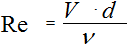 Re = V · d / ν